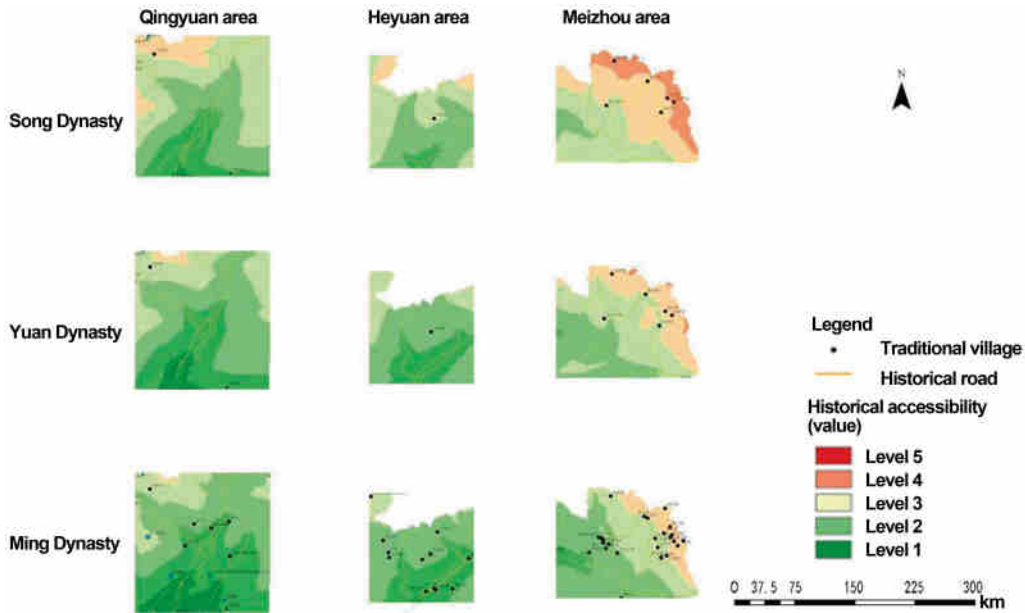 Qingyuan area
Heyuan area
Meizhou area
N
Song Dynasty
Yuan Dynasty
Legend
Traditional village
Historical road
Historical accessibility
(value)
Level 5
Level 4
Level 3
Level 2
Level 1
Ming Dynasty
0 37.5 75 150 225 300
km